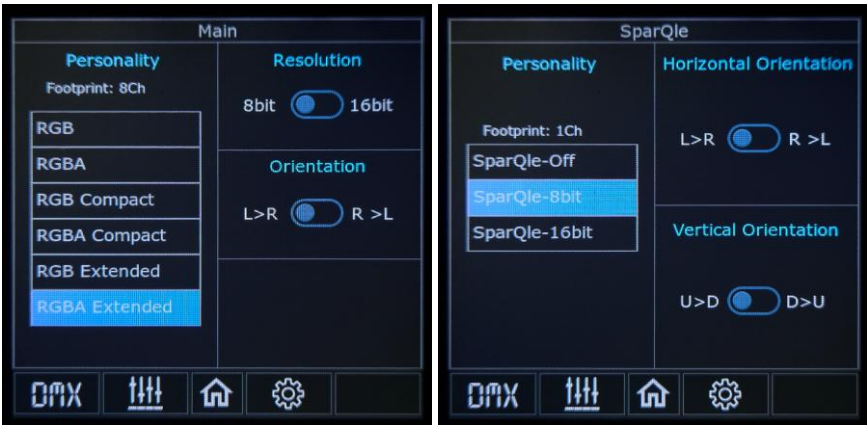 Main
Personality
Footprint: 8Ch
RGB
RGBA
RGB Compact
RGBA Compact
RGB Extended
RGBA Extended
Resolution
8bit 16bit
Orientation
L>R R >L
DMX
SparQle
Personality
Footprint: 1Ch
SparQle-Off
SparQle-8bit
SparQle-16bit
Horizontal Orientation
L>R R >L
Vertical Orientation
U>D D>U
DMX